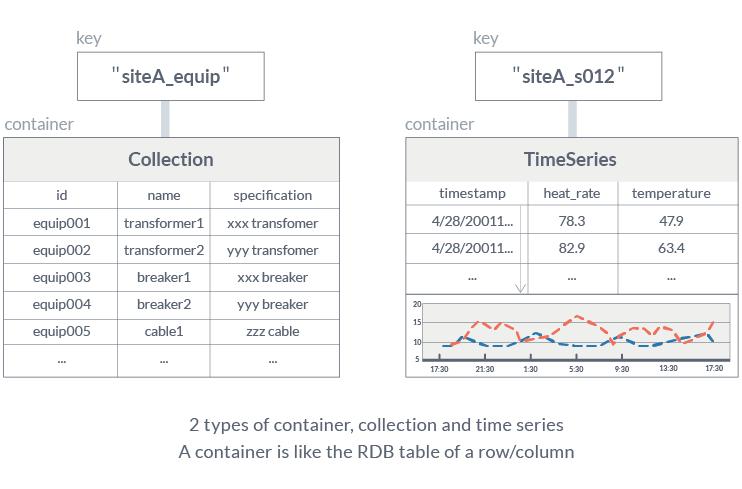 key
"siteA_equip"
container
Collection
id name specification
equip001 transformer1 xxx transfomer
equip002 transformer2 yyy transfomer
equip003 breaker1 xxx breaker
equip004 breaker2 yyy breaker
equip005 cable1 zzz cable
... ... ...
key
"siteA_s012"
container
TimeSeries
timestamp heat_rate temperature
4/28/20011... 78.3 47.9
4/28/20011... 82.9 63.4
... ... ...
20
15
10
5
17:30 21:30 1:30 5:30 9:30 13:30 17:30
2 types of container, collection and time series
A container is like the RDB table of a row/column